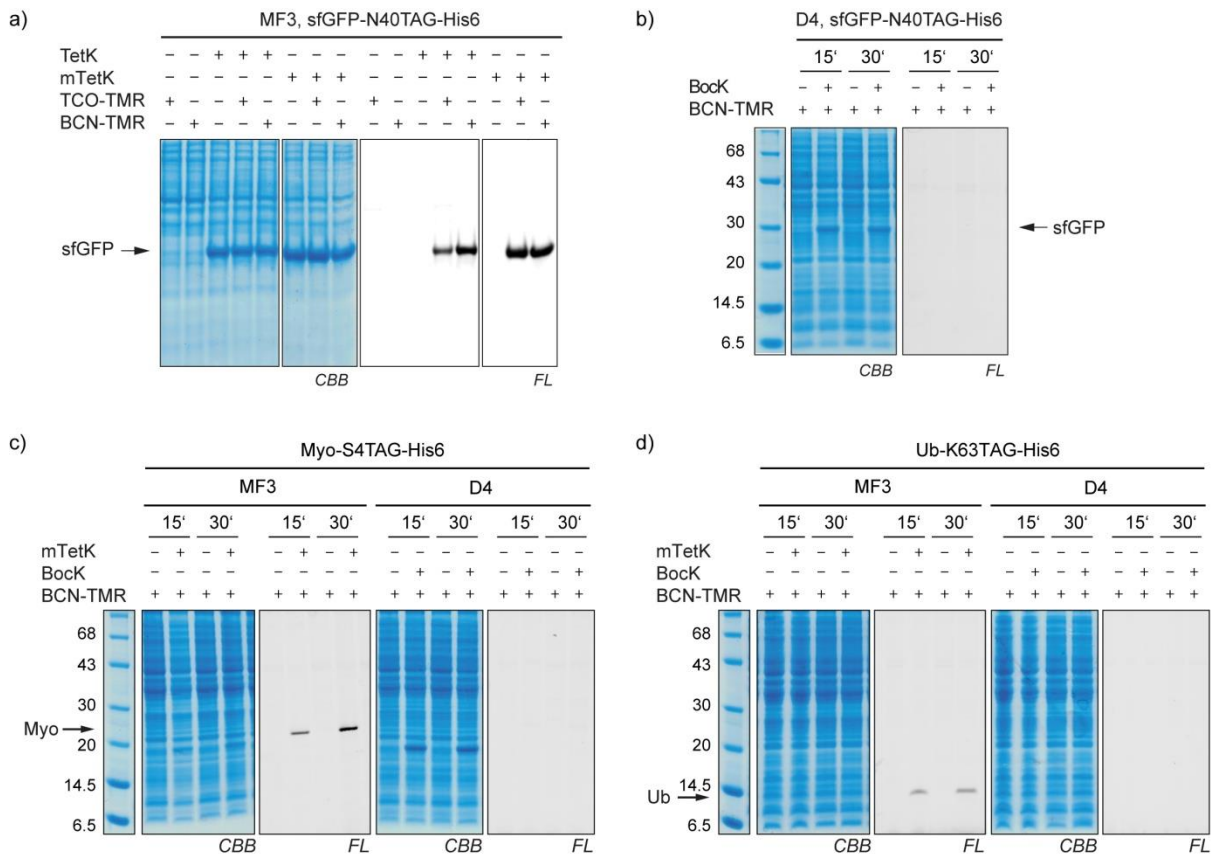 a)
MF3, sfGFP-N40TAG-His6
TetK – – + + + – – – – – + + + – – –
mTetK – – – – – + + + – – – – – + + +
TCO-TMR + – – + – – + – + – – + – – + –
BCN-TMR – + – – + – – + – + – – + – – +
sfGFP
CBB FL
b)
D4, sfGFP-N40TAG-His6
15‘ 30‘ 15‘ 30‘
BocK – + – + – + – +
BCN-TMR + + + + + + + +
68
43
30
20
14.5
6.5
sfGFP
CBB FL
c)
Myo-S4TAG-His6
MF3 D4
15‘ 30‘ 15‘ 30‘ 15‘ 30‘ 15‘ 30‘
mTetK – + – + – + – + – – – – – – – –
BocK – – – – – – – – – + – + – + – +
BCN-TMR + + + + + + + + + + + + + + + +
68
43
30
Myo
20
14.5
6.5
CBB FL CBB FL
d)
Ub-K63TAG-His6
MF3 D4
15‘ 30‘ 15‘ 30‘ 15‘ 30‘ 15‘ 30‘
mTetK – + – + – + – + – – – – – – – –
BocK – – – – – – – – – + – + – + – +
BCN-TMR + + + + + + + + + + + + + + + +
68
43
30
20
14.5
Ub
6.5
CBB FL CBB FL